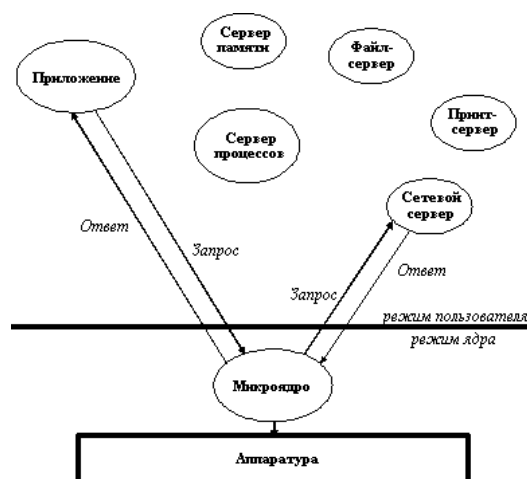 Сервер
памяти
Файл-
сервер
Приложение
Принт-
сервер
Сервер
процессов
Сетевой
сервер
Ответ
Запрос
Запрос
Ответ
режим пользователя
режим ядра
Микроядро
Аппаратура